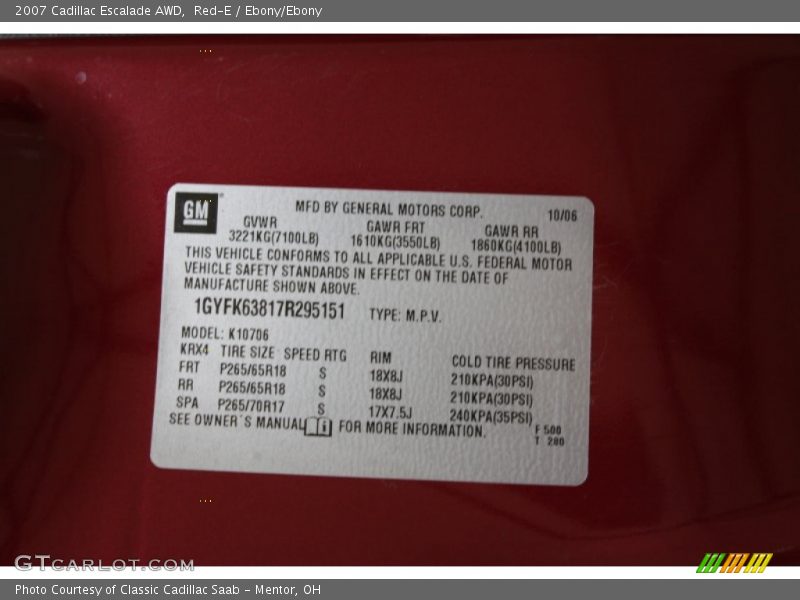 2007 Cadillac Escalade AWD,  Red-E / Ebony/Ebony
GM
MFD BY GENERAL MOTORS CORP. 10/06
GVWR GAWR FRT GAWR RR
3221KG(7100LB) 1610KG(3550LB) 1860KG(4100LB)
THIS VEHICLE CONFORMS TO ALL APPLICABLE U.S. FEDERAL MOTOR
VEHICLE SAFETY STANDARDS IN EFFECT ON THE DATE OF
MANUFACTURE SHOWN ABOVE.
1GYFK63817R295151 TYPE: M.P.V.
MODEL: K10706
KRX4 TIRE SIZE SPEED RTG RIM COLD TIRE PRESSURE
FRT P265/65R18 S 18X8J 210KPA(30PSI)
RR P265/65R18 S 18X8J 210KPA(30PSI)
SPA P265/70R17 S 17X7.5J 240KPA(35PSI)
SEE OWNER'S MANUAL i FOR MORE INFORMATION.
F 500
T 280
GTCARLOT.COM
Photo Courtesy of Classic Cadillac Saab - Mentor, OH